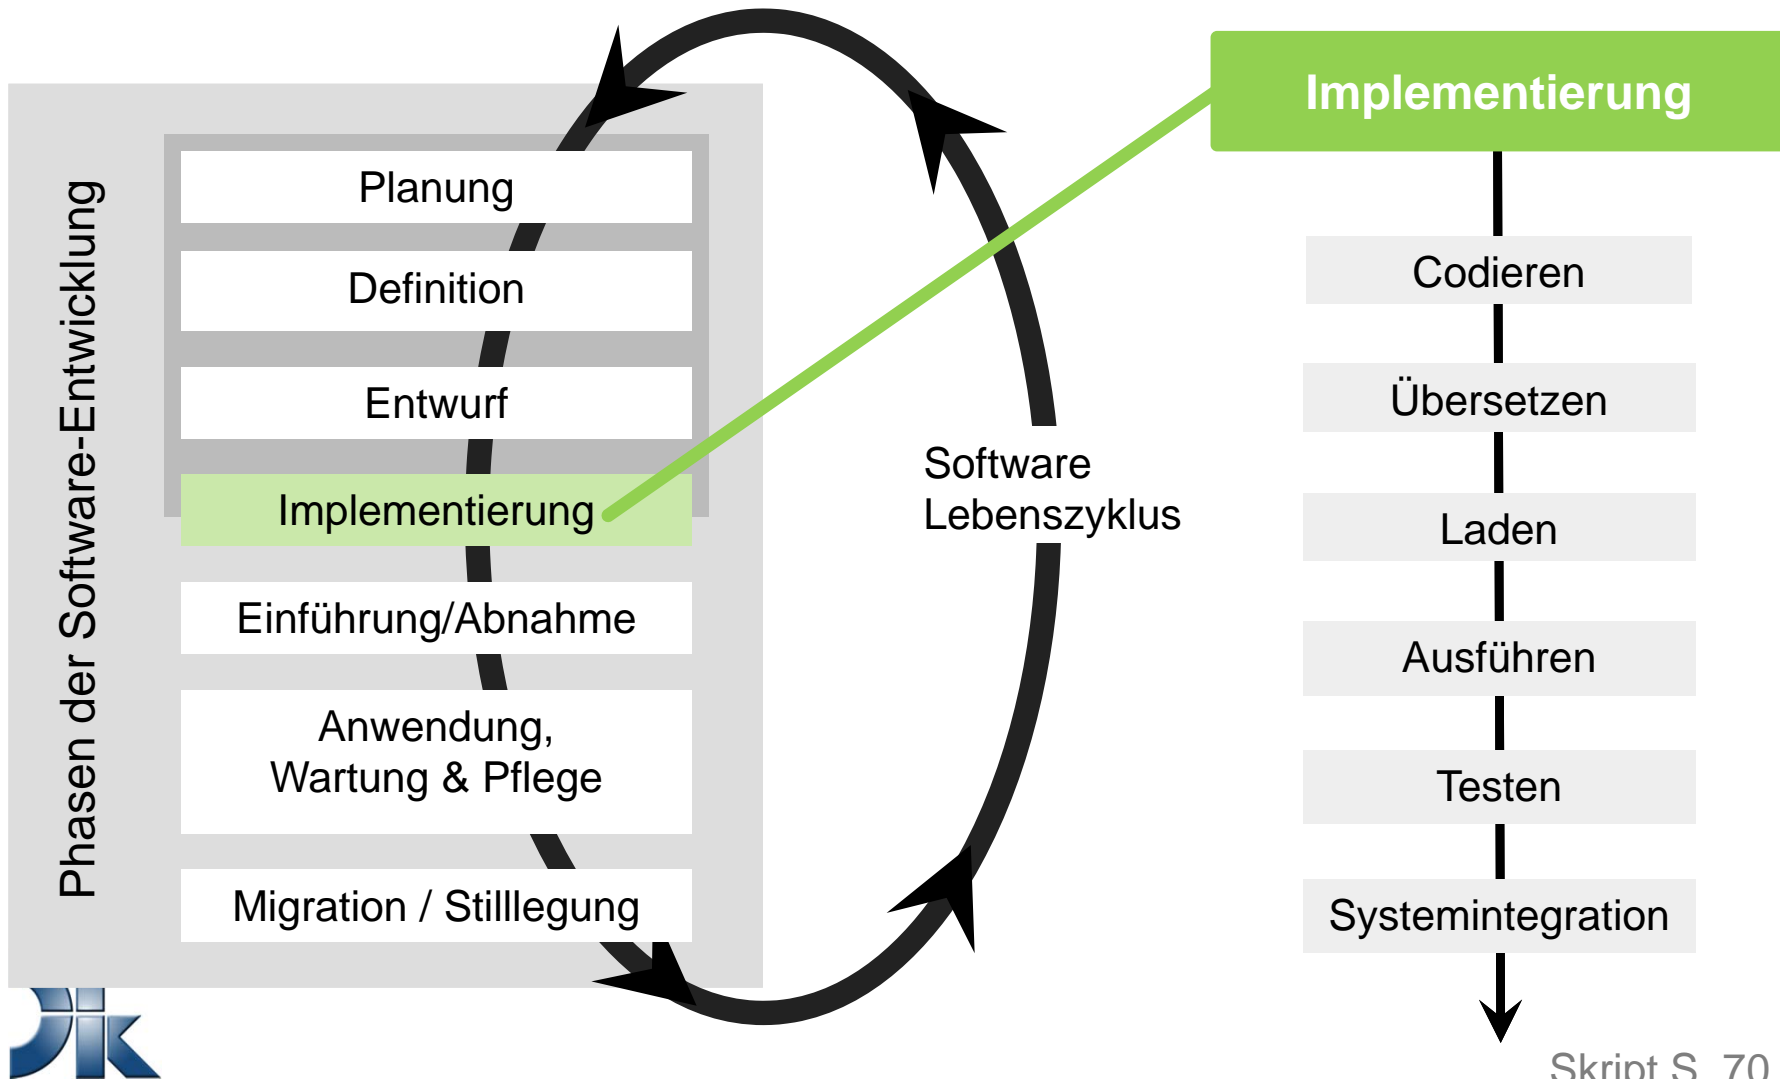 Implementierung
Phasen der Software-Entwicklung
Planung
Definition
Entwurf
Implementierung
Einführung/Abnahme
Anwendung,
Wartung & Pflege
Migration / Stilllegung
Software
Lebenszyklus
Codieren
Übersetzen
Laden
Ausführen
Testen
Systemintegration
dik
Skript S. 70